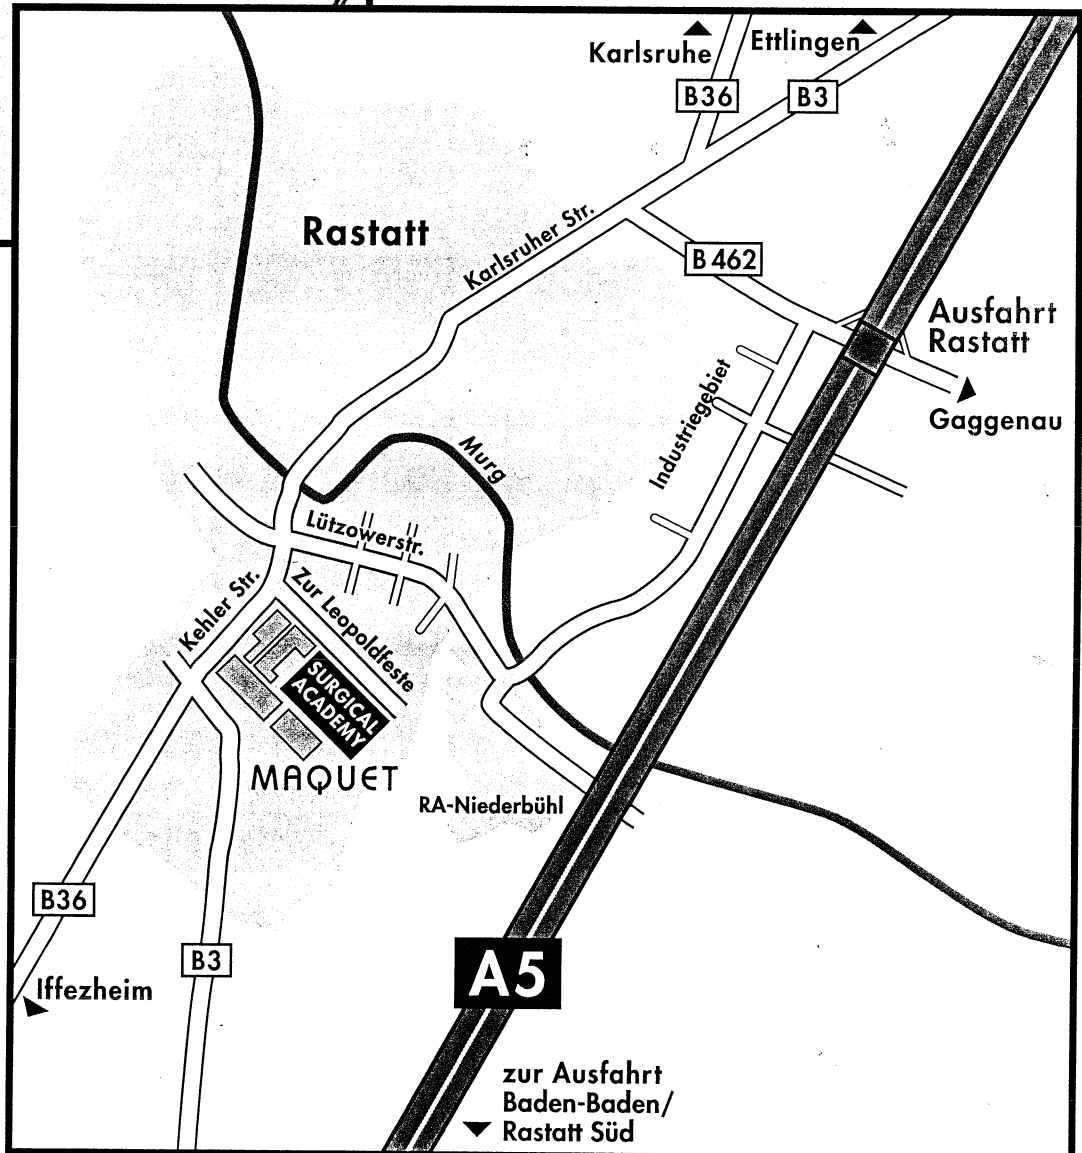 Karlsruhe
Ettlingen
B36
B3
Rastatt
Karlsruher Str.
B 462
Ausfahrt
Rastatt
Gaggenau
Industriegebiet
Murg
Lützowerstr.
Kehler Str.
Zur Leopoldfeste
SURGICAL
ACADEMY
MAQUET
RA-Niederbühl
B36
B3
A5
Iffezheim
zur Ausfahrt
Baden-Baden/
Rastatt Süd